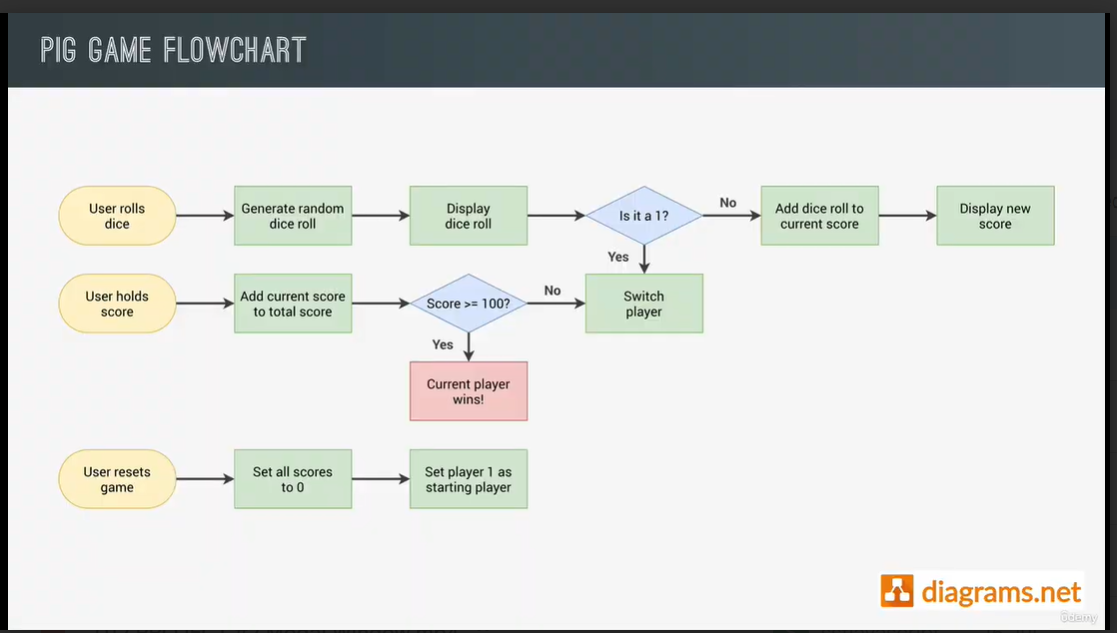 PIG GAME FLOWCHART
User rolls
dice
Generate random
dice roll
Display
dice roll
Is it a 1?
No
Add dice roll to
current score
Display new
score
Yes
User holds
score
Add current score
to total score
Score >= 100?
No
Switch
player
Yes
Current player
wins!
User resets
game
Set all scores
to 0
Set player 1 as
starting player
diagrams.net
ûdemy